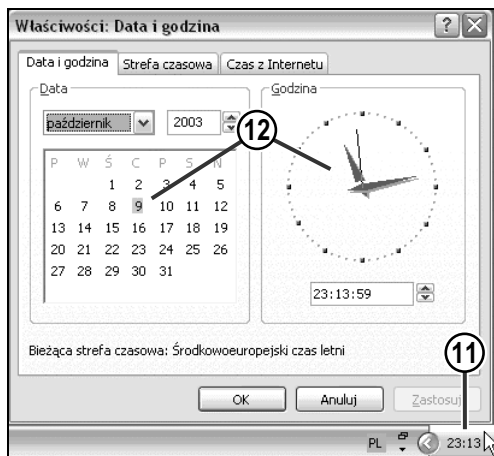 Właściwości: Data i godzina
Data i godzina Strefa czasowa Czas z Internetu
Data
Godzina
październik 2003
12
P W Ś C P S N
1 2 3 4 5
6 7 8 9 10 11 12
13 14 15 16 17 18 19
20 21 22 23 24 25 26
27 28 29 30 31
23:13:59
Bieżąca strefa czasowa: Środkowoeuropejski czas letni
11
OK Anuluj Zastosuj
PL 23:13